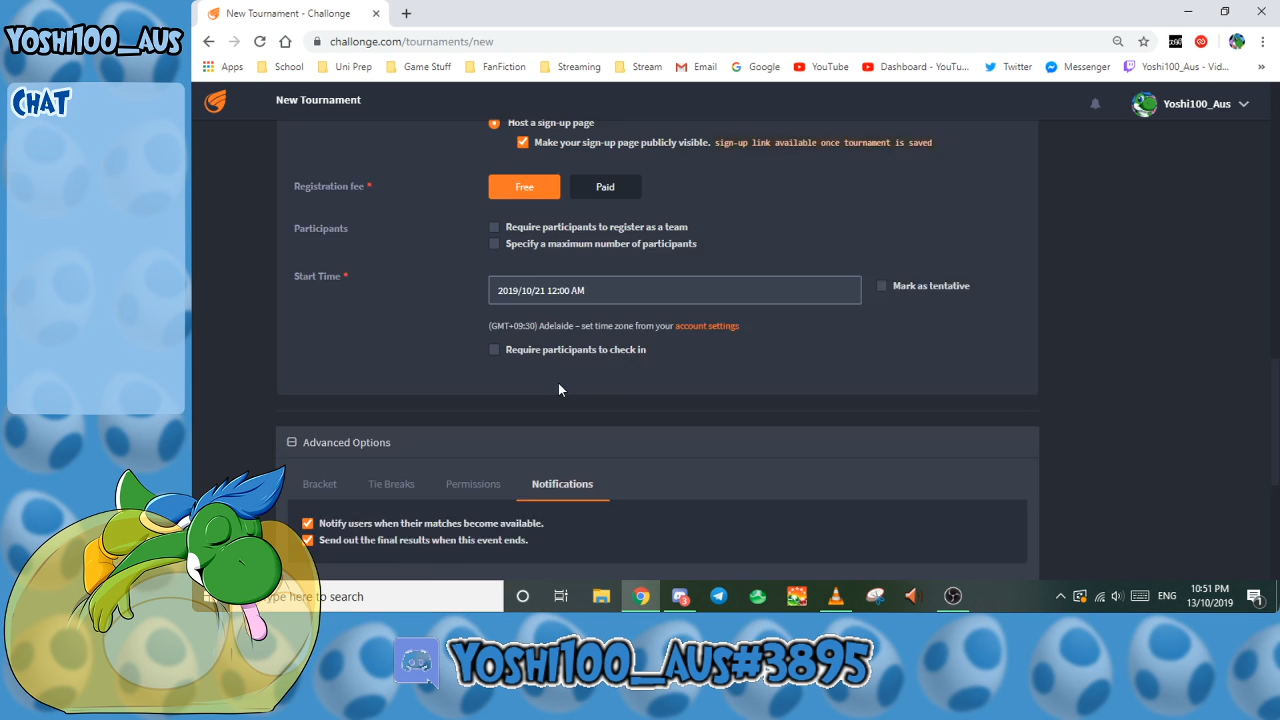 Yoshi100_Aus
Chat
New Tournament - Challonge
challonge.com/tournaments/new
Apps School Uni Prep Game Stuff FanFiction Streaming Stream Email Google YouTube Dashboard - YouTu... Twitter Messenger Yoshi100_Aus - Vid...
New Tournament
Yoshi100_Aus
Host a sign-up page
Make your sign-up page publicly visible. sign-up link available once tournament is saved
Registration fee *
Free
Paid
Participants
Require participants to register as a team
Specify a maximum number of participants
Start Time *
2019/10/21 12:00 AM
Mark as tentative
(GMT+09:30) Adelaide – set time zone from your account settings
Require participants to check in
Advanced Options
Bracket
Tie Breaks
Permissions
Notifications
Notify users when their matches become available.
Send out the final results when this event ends.
here to search
ENG
10:51 PM
13/10/2019
Yoshi100_Aus#3895